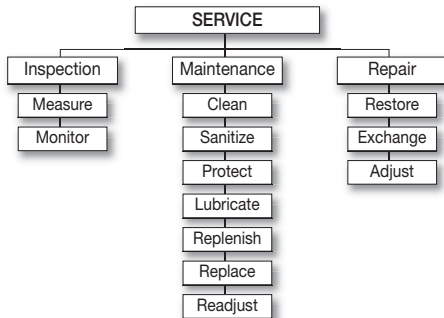 SERVICE
Inspection Maintenance Repair
Measure Clean Restore
Monitor Sanitize Exchange
Protect Adjust
Lubricate
Replenish
Replace
Readjust